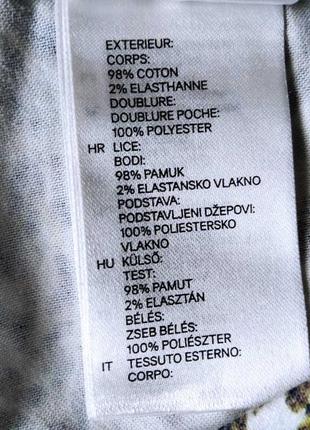 EXTERIEUR:
CORPS:
98% COTON
2% ELASTHANNE
DOUBLURE:
DOUBLURE POCHE:
100% POLYESTER
HR LICE:
BODI:
98% PAMUK
2% ELASTANSKO VLAKNO
PODSTAVA:
PODSTAVLJENI DŽEPOVI:
100% POLIESTERSKO
VLAKNO
HU KÜLSŐ:
TEST:
98% PAMUT
2% ELASZTÁN
BÉLÉS:
ZSEB BÉLÉS:
100% POLIÉSZTER
IT TESSUTO ESTERNO:
CORPO: